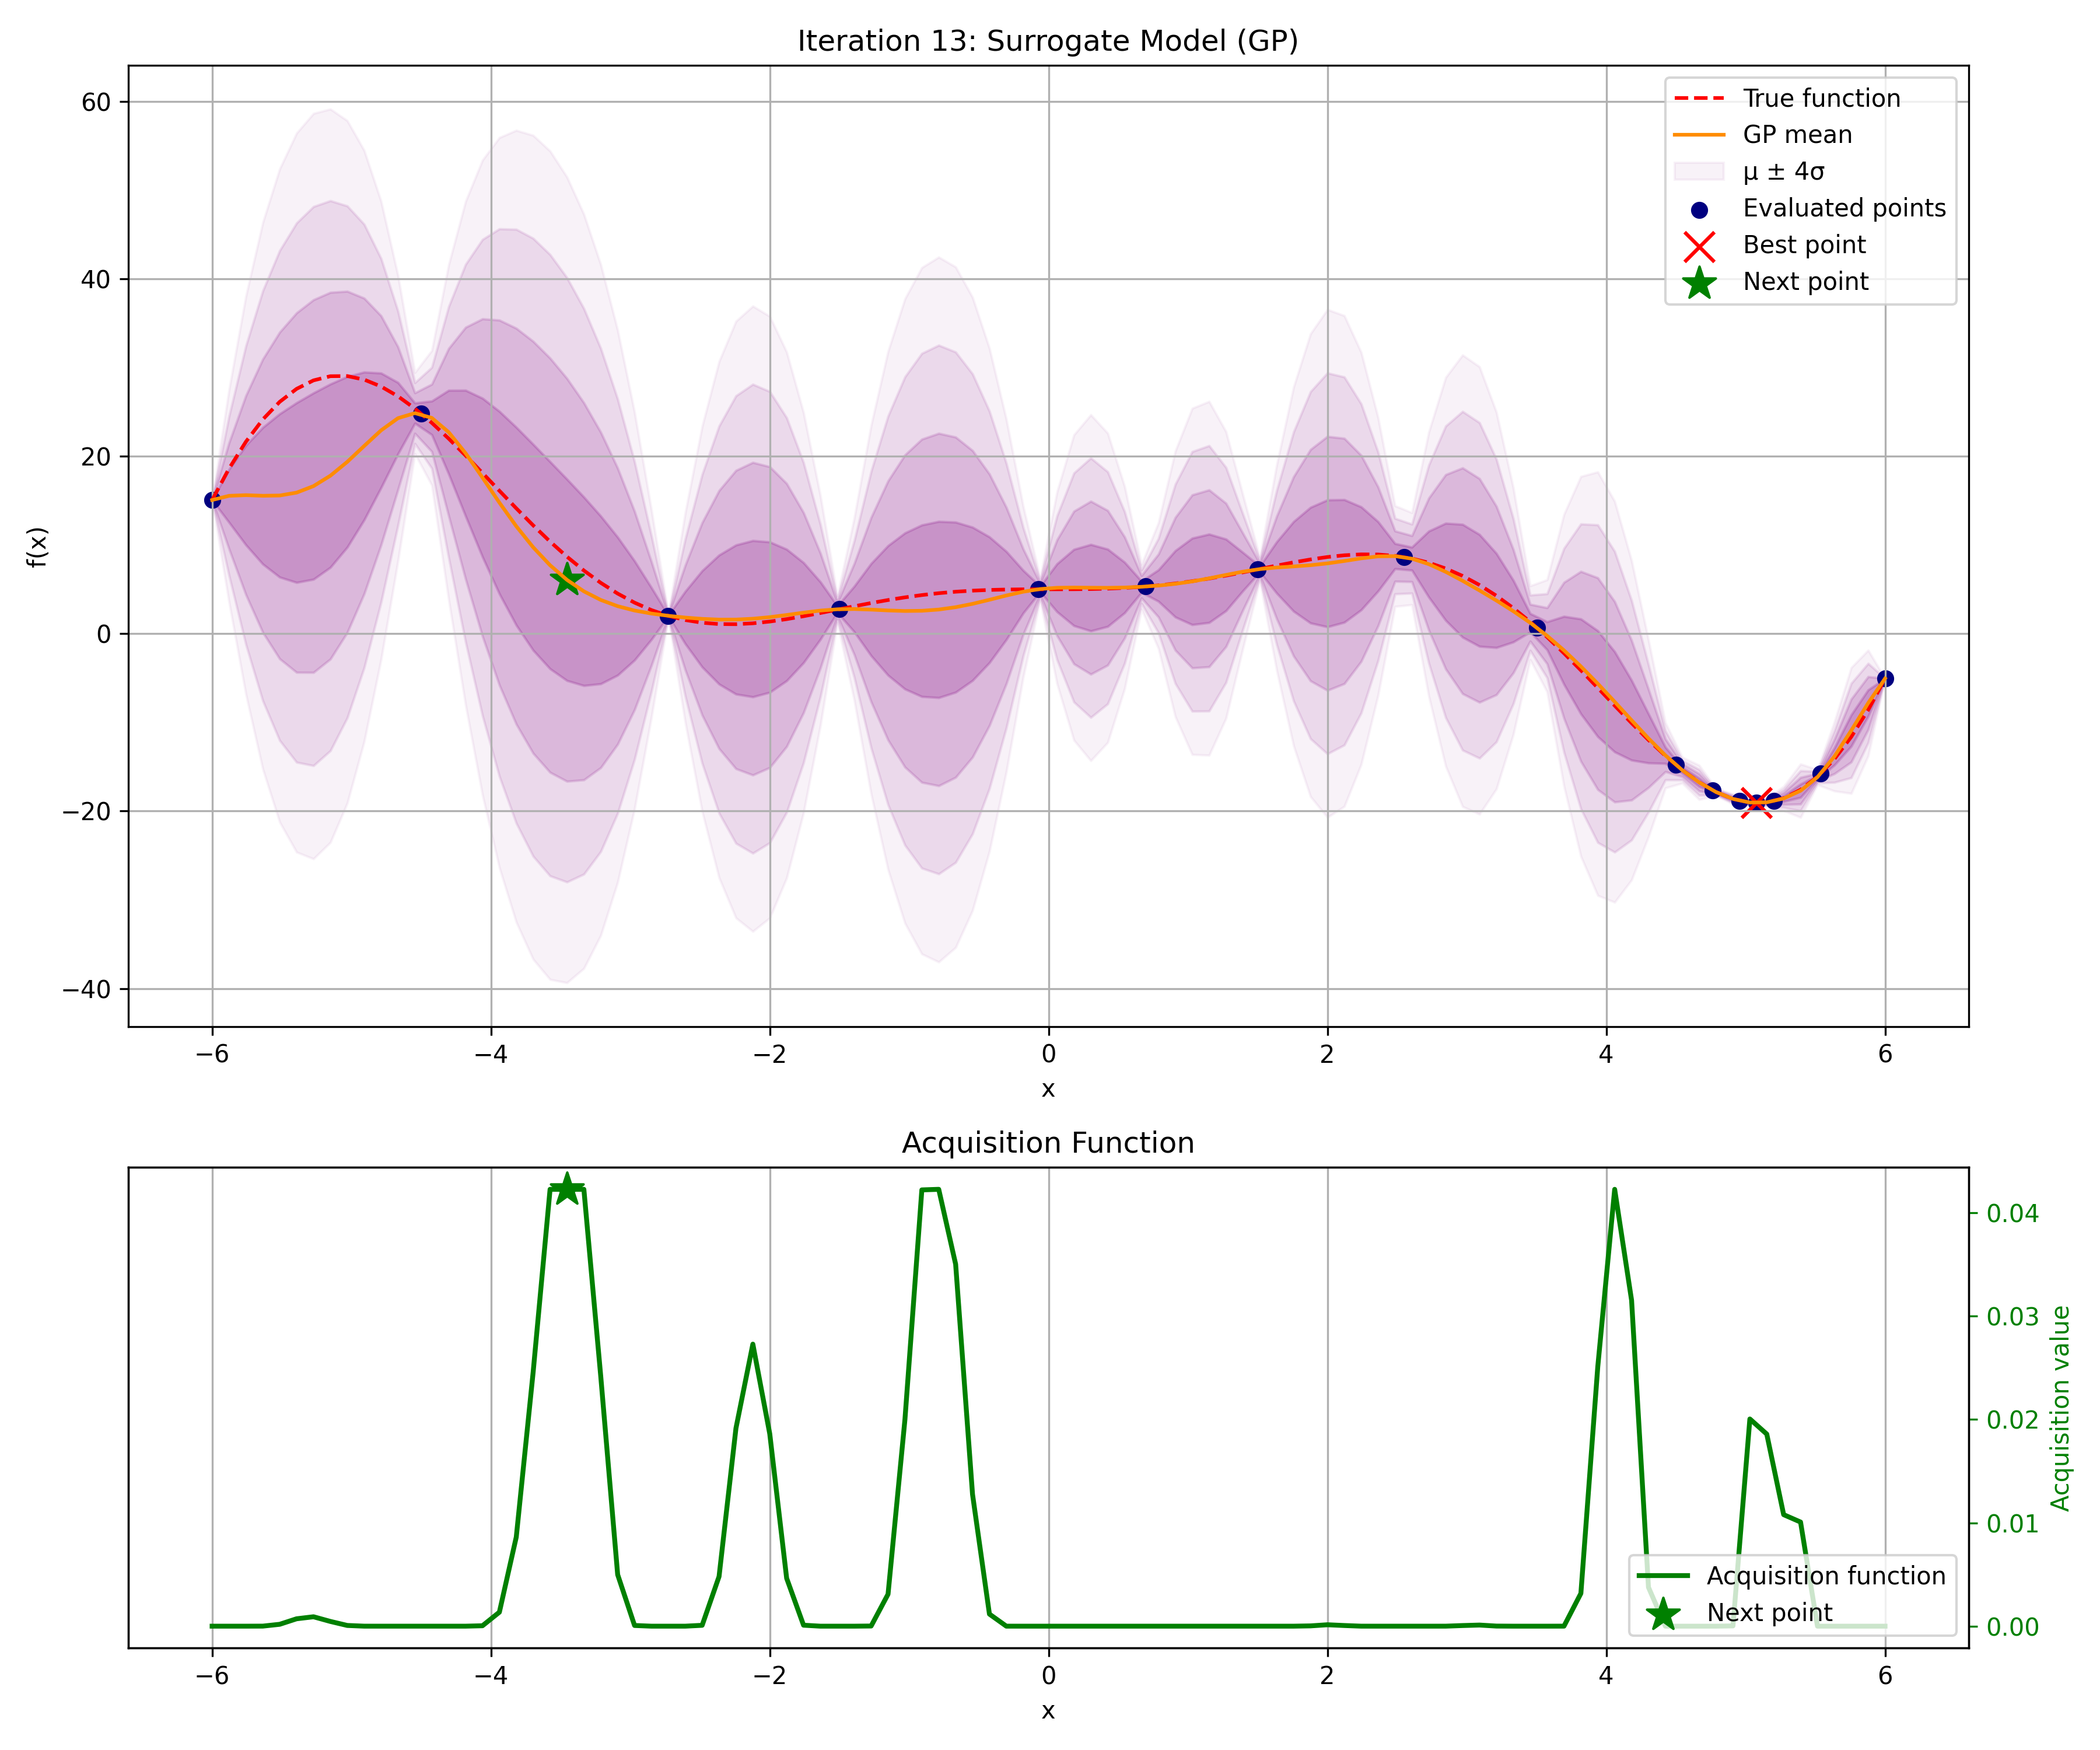 Iteration 13: Surrogate Model (GP)
60
40
20
0
−20
−40
f(x)
True function
GP mean
μ ± 4σ
Evaluated points
Best point
Next point
−6 −4 −2 0 2 4 6
x
Acquisition Function
0.04
0.03
0.02
0.01
0.00
Acquisition value
Acquisition function
Next point
−6 −4 −2 0 2 4 6
x